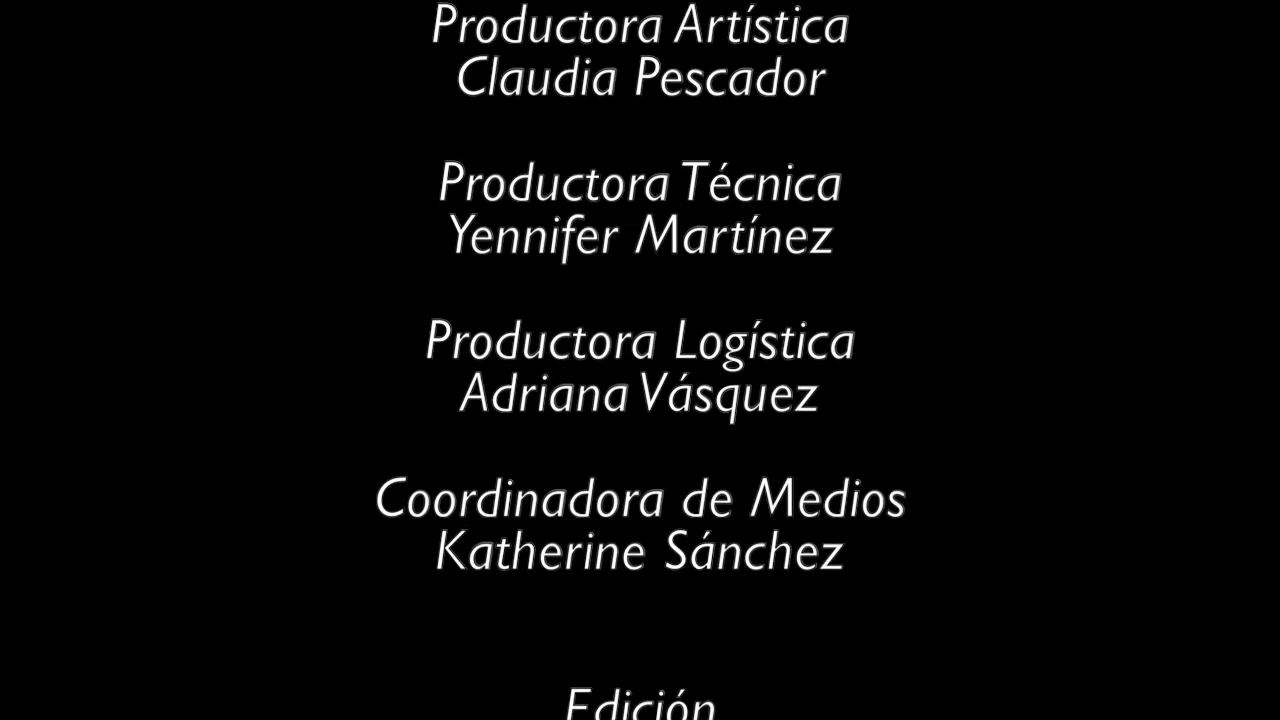 Productora Artística
Claudia Pescador
Productora Técnica
Yennifer Martínez
Productora Logística
Adriana Vásquez
Coordinadora de Medios
Katherine Sánchez
Edición